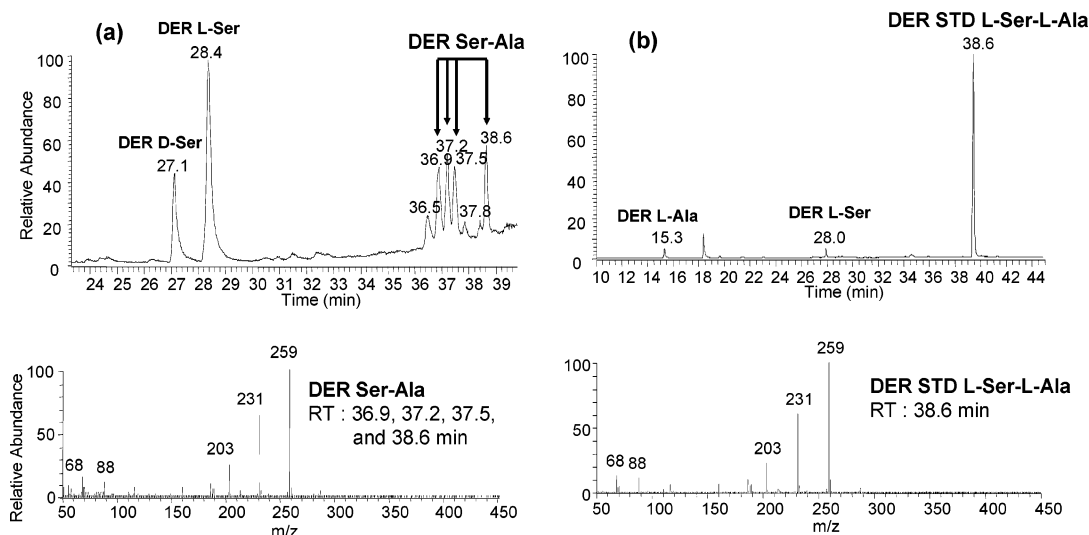 (a)
DER L-Ser
28.4
DER D-Ser
27.1
DER Ser-Ala
36.5
36.9
37.2
37.5
37.8
38.6
Relative Abundance
100
80
60
40
20
0
24 25 26 27 28 29 30 31 32 33 34 35 36 37 38 39
Time (min)
(b)
DER STD L-Ser-L-Ala
38.6
DER L-Ala
15.3
DER L-Ser
28.0
100
80
60
40
20
0
10 12 14 16 18 20 22 24 26 28 30 32 34 36 38 40 42 44
Time (min)
Relative Abundance
100
50
0
259
231
203
68
88
DER Ser-Ala
RT : 36.9, 37.2, 37.5,
and 38.6 min
50 100 150 200 250 300 350 400 450
m/z
100
50
0
259
231
203
68
88
DER STD L-Ser-L-Ala
RT : 38.6 min
50 100 150 200 250 300 350 400 450
m/z